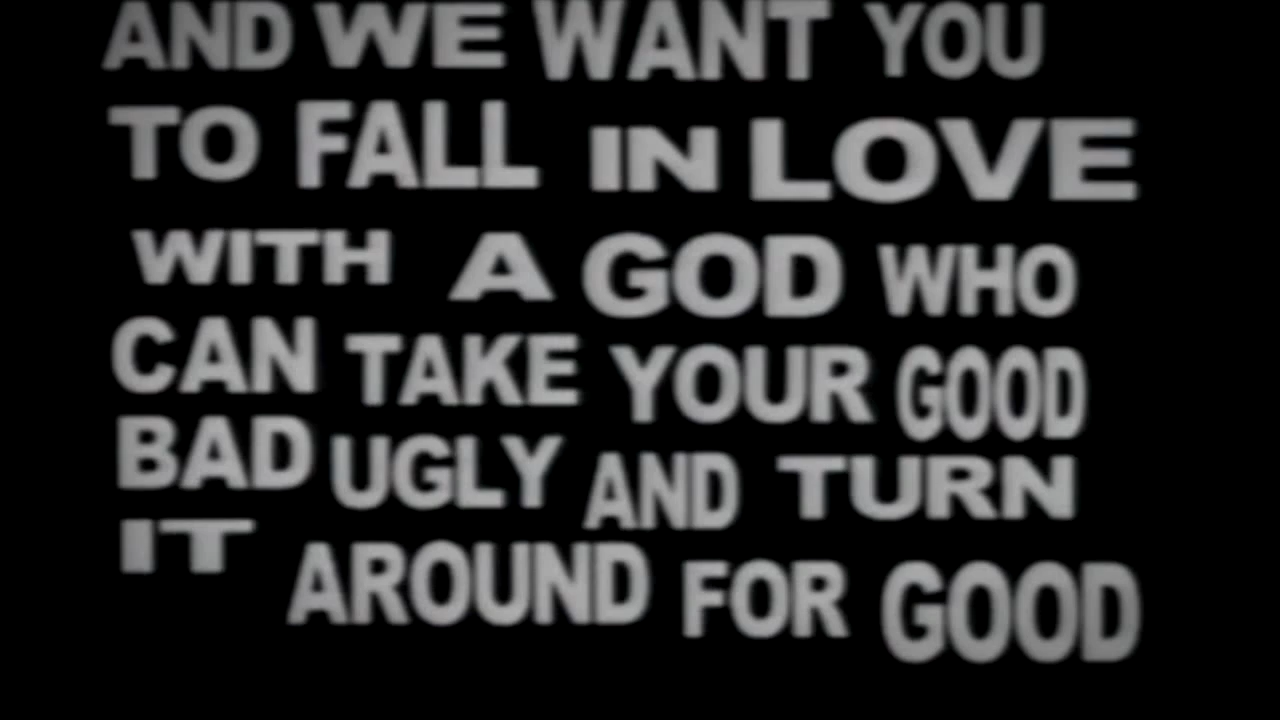 AND WE WANT YOU
TO FALL IN LOVE
WITH A GOD WHO
CAN TAKE YOUR GOOD
BAD UGLY AND TURN
IT AROUND FOR GOOD